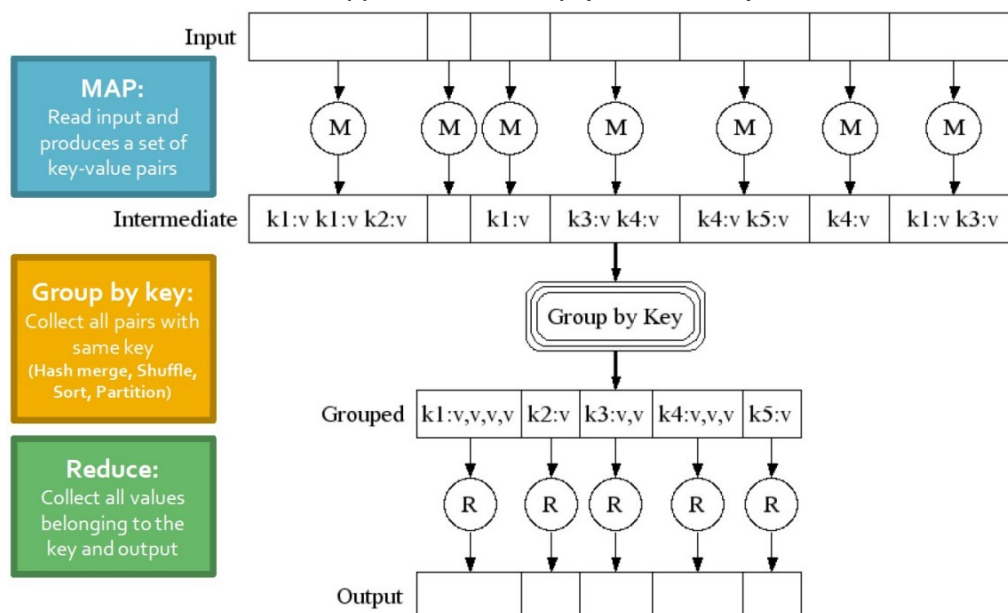 Input
MAP:
Read input and
produces a set of
key-value pairs
M M M M M M M
Intermediate
k1:v k1:v k2:v k1:v k3:v k4:v k4:v k5:v k4:v k1:v k3:v
Group by key:
Collect all pairs with
same key
(Hash merge, Shuffle,
Sort, Partition)
Group by Key
Grouped
k1:v,v,v,v k2:v k3:v,v k4:v,v,v k5:v
Reduce:
Collect all values
belonging to the
key and output
R R R R R
Output